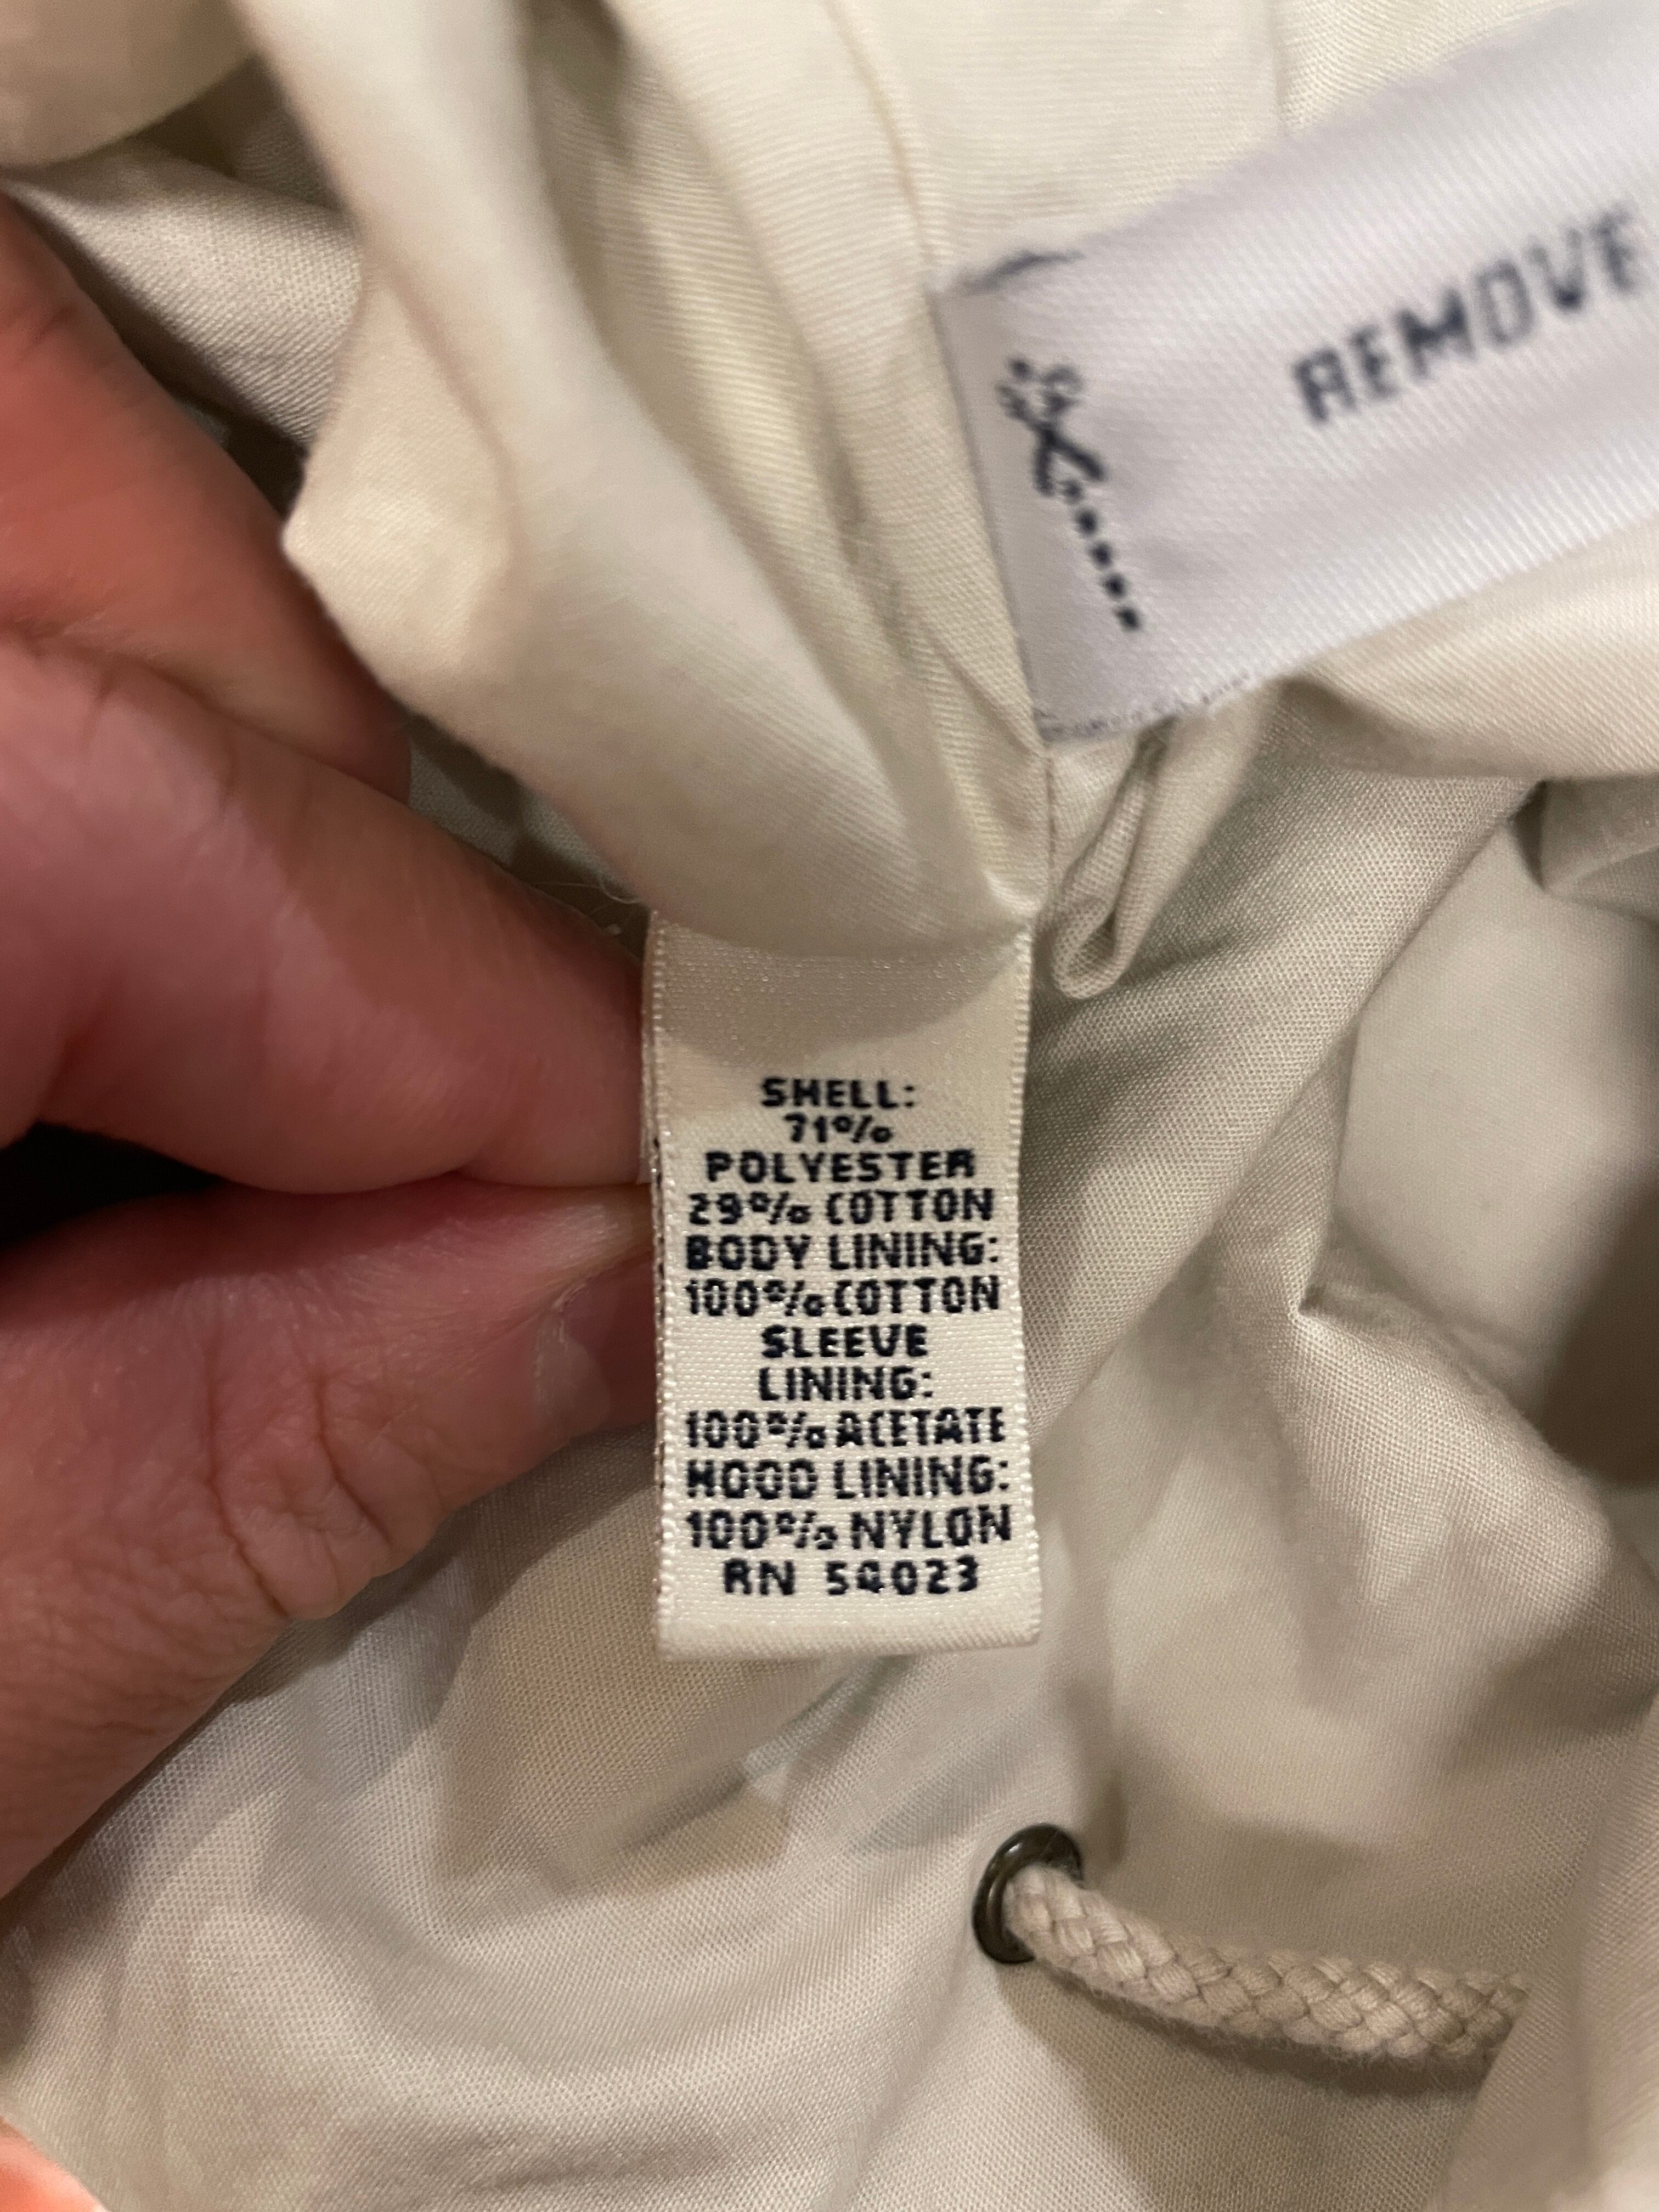 REMOVE
SHELL:
71%
POLYESTER
29% COTTON
BODY LINING:
100% COTTON
SLEEVE
LINING:
100% ACETATE
HOOD LINING:
100% NYLON
RN 54023